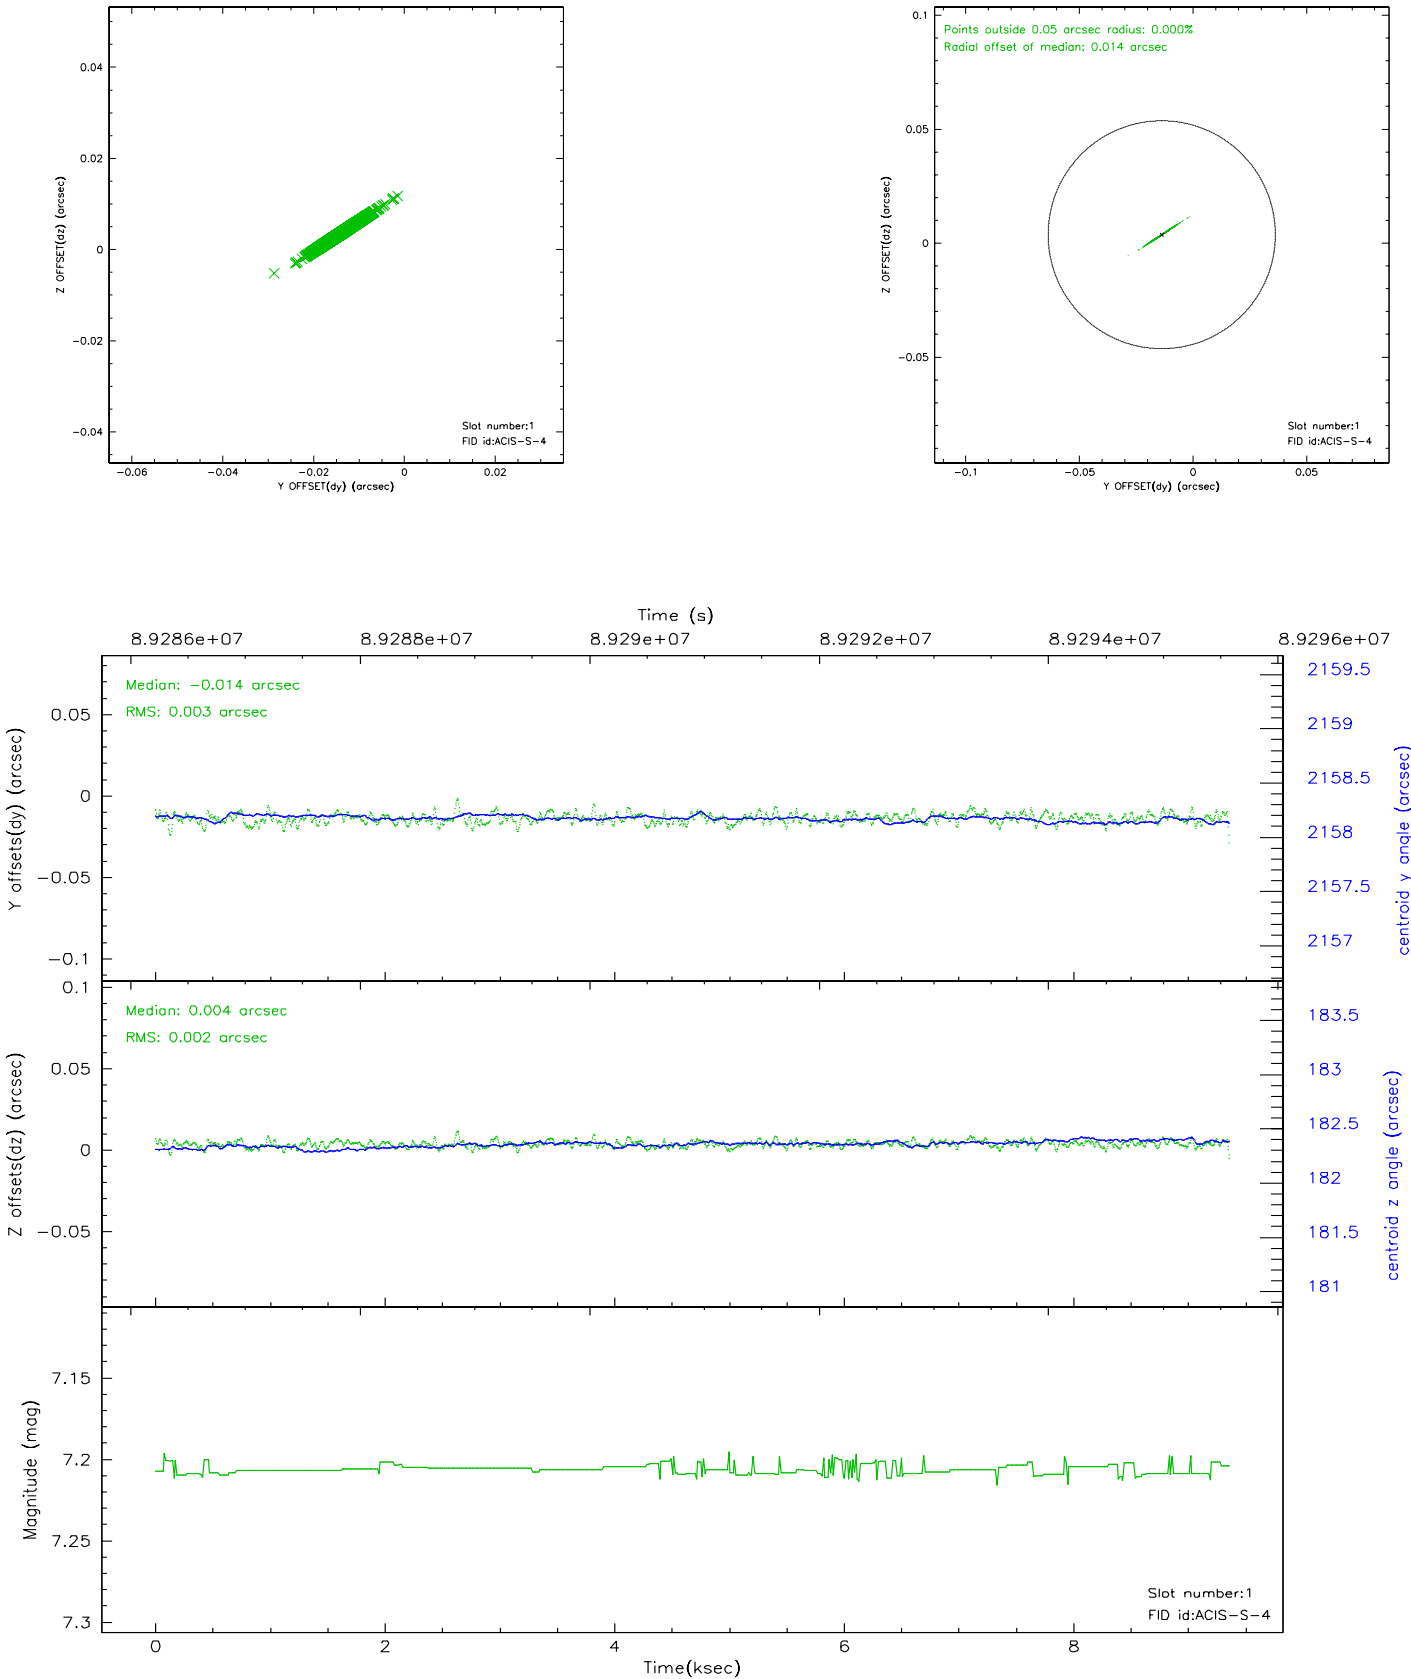 0.04
0.02
0
−0.02
−0.04
Z OFFSET(dz) (arcsec)
Slot number:1
FID id:ACIS−S−4
−0.06
−0.04
−0.02
0
0.02
Y OFFSET(dy) (arcsec)
Points outside 0.05 arcsec radius: 0.000%
Radial offset of median: 0.014 arcsec
0.1
0.05
0
−0.05
Z OFFSET(dz) (arcsec)
Slot number:1
FID id:ACIS−S−4
−0.1
−0.05
0
0.05
Y OFFSET(dy) (arcsec)
Time (s)
8.9286e+07
8.9288e+07
8.929e+07
8.9292e+07
8.9294e+07
8.9296e+07
Median: −0.014 arcsec
RMS: 0.003 arcsec
0.05
0
−0.05
−0.1
Y offsets(dy) (arcsec)
2159.5
2159
2158.5
2158
2157.5
2157
centroid y angle (arcsec)
Median: 0.004 arcsec
RMS: 0.002 arcsec
0.1
0.05
0
−0.05
Z offsets(dz) (arcsec)
183.5
183
182.5
182
181.5
181
centroid z angle (arcsec)
7.15
7.2
7.25
7.3
Magnitude (mag)
Slot number:1
FID id:ACIS−S−4
0
2
4
6
8
Time(ksec)